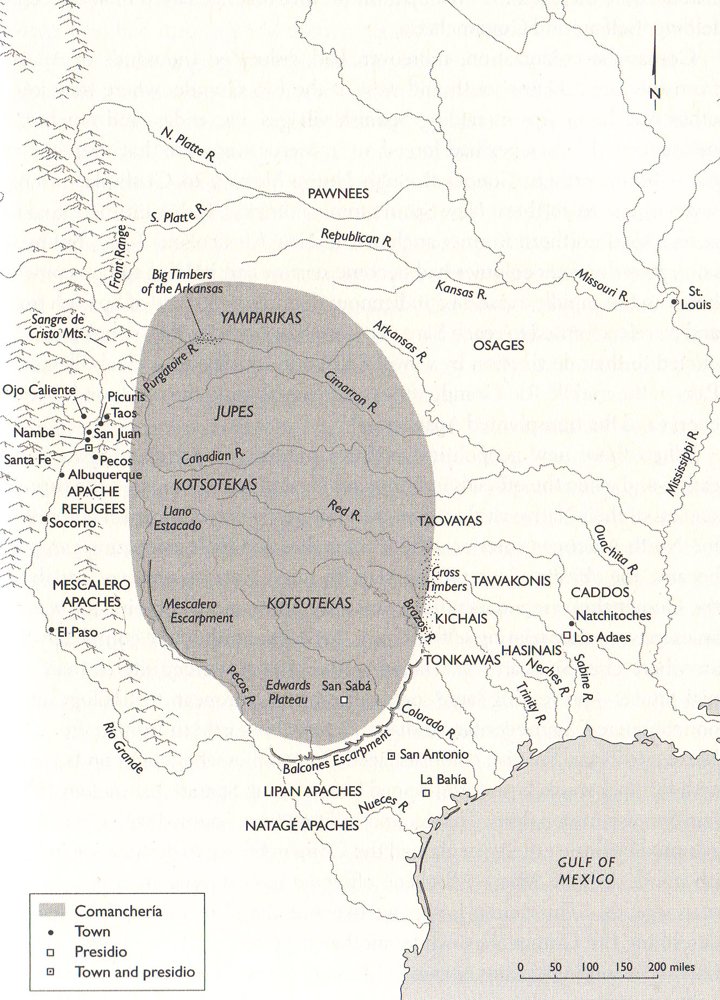 N
N. Platte R.
PAWNEES
S. Platte R.
Republican R.
Front Range
Big Timbers
of the Arkansas
Kansas R.
Missouri R.
St.
Louis
YAMPARIKAS
Sangre de
Cristo Mts.
Arkansas R.
OSAGES
Purgatoire R.
Cimarron R.
Ojo Caliente
Picuris
Taos
JUPES
Nambe
San Juan
Santa Fe
Pecos
Canadian R.
Mississippi R.
Albuquerque
KOTSOTEKAS
APACHE
REFUGEES
Llano
Estacado
Red R.
TAOVAYAS
Socorro
Ouachita R.
Cross
Timbers
TAWAKONIS
MESCALERO
APACHES
CADDOS
Mescalero
Escarpment
KOTSOTEKAS
Brazos R.
KICHAIS
Natchitoches
El Paso
Los Adaes
HASINAIS
TONKAWAS
Neches R.
Sabine R.
Pecos R.
Edwards
Plateau
San Sabá
Trinity R.
Colorado R.
Río Grande
Balcones Escarpment
San Antonio
La Bahía
LIPAN APACHES
Nueces R.
NATAGÉ APACHES
GULF OF
MEXICO
Comanchería
Town
Presidio
Town and presidio
0 50 100 150 200 miles